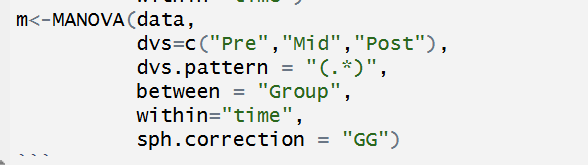 m<-MANOVA(data,
dvs=c("Pre","Mid","Post"),
dvs.pattern = "(.*)",
between = "Group",
within="time",
sph.correction = "GG")
```